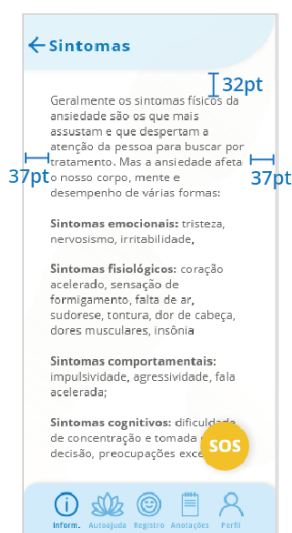 Sintomas
32pt
Geralmente os sintomas físicos da
ansiedade são os que mais
assustam e que despertam a
atenção da pessoa para buscar por
tratamento. Mas a ansiedade afeta
37pt
37pt
o nosso corpo, mente e
desempenho de várias formas:
Sintomas emocionais: tristeza,
nervosismo, irritabilidade,
Sintomas fisiológicos: coração
acelerado, sensação de
formigamento, falta de ar,
sudorese, tontura, dor de cabeça,
dores musculares, insônia
Sintomas comportamentais:
impulsividade, agressividade, fala
acelerada;
Sintomas cognitivos: dificuldade
de concentração e tomada
decisão, preocupações
SOS
Inform. Autoajuda Registro Anotações Perfil